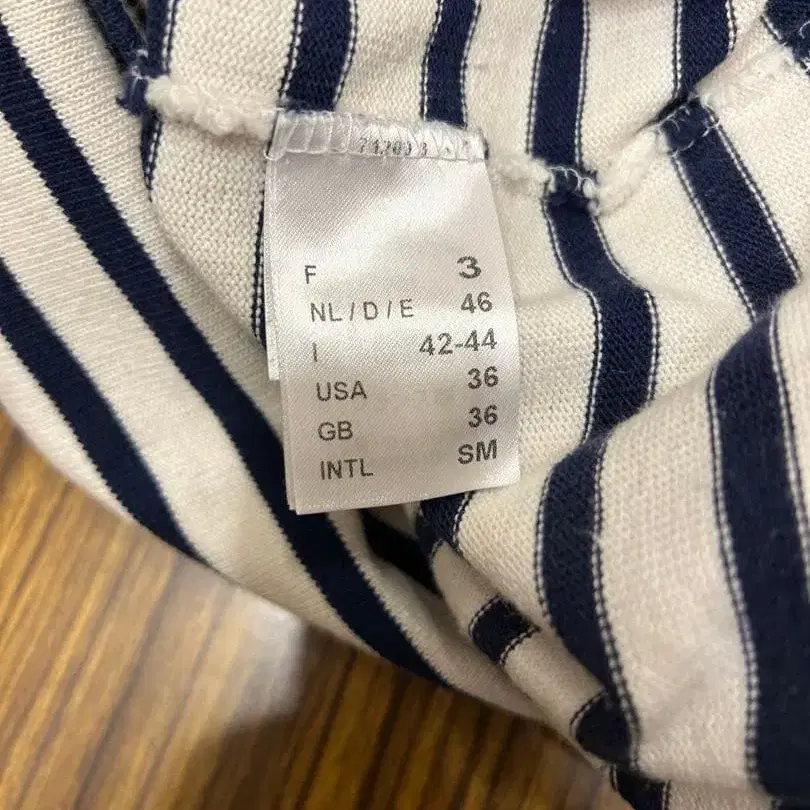 F 3
NL / D / E 46
I 42-44
USA 36
GB 36
INTL SM